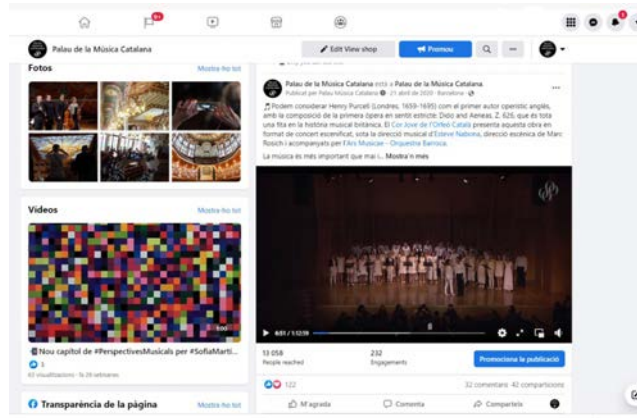 9+
1
Palau de la Música Catalana
Edit View shop
Promou
Fotos
Mostra-ho tot
Videos
Mostra-ho tot
Nou capítol de #PerspectivesMusicals per #SofiaMartí...
Transparència de la pàgina
Mostra-ho tot
Palau de la Música Catalana està a Palau de la Música Catalana.
Publicat per Palau Música Catalana · 21 abril de 2020 · Barcelona ·
Podem considerar Henry Purcell (Londres, 1659-1695) com el primer autor operístic anglès,
amb la composició de la primera òpera en sentit estricte: Dido and Aeneas, Z. 626, que és tota
una fita en la història musical britànica. El Cor Jove de l'Orfeó Català presenta aquesta obra en
format de concert escenificat, sota la direcció musical d'Esteve Nabona, direcció escènica de Marc
Rosich i acompanyats per l'Ars Musicae - Orquestra Barroca.
La música és més important que mai i... Mostra'n més
13 058
People reached
232
Engagements
Promociona la publicació
122
32 comentaris 42 comparticions
M'agrada
Comenta
Comparteix